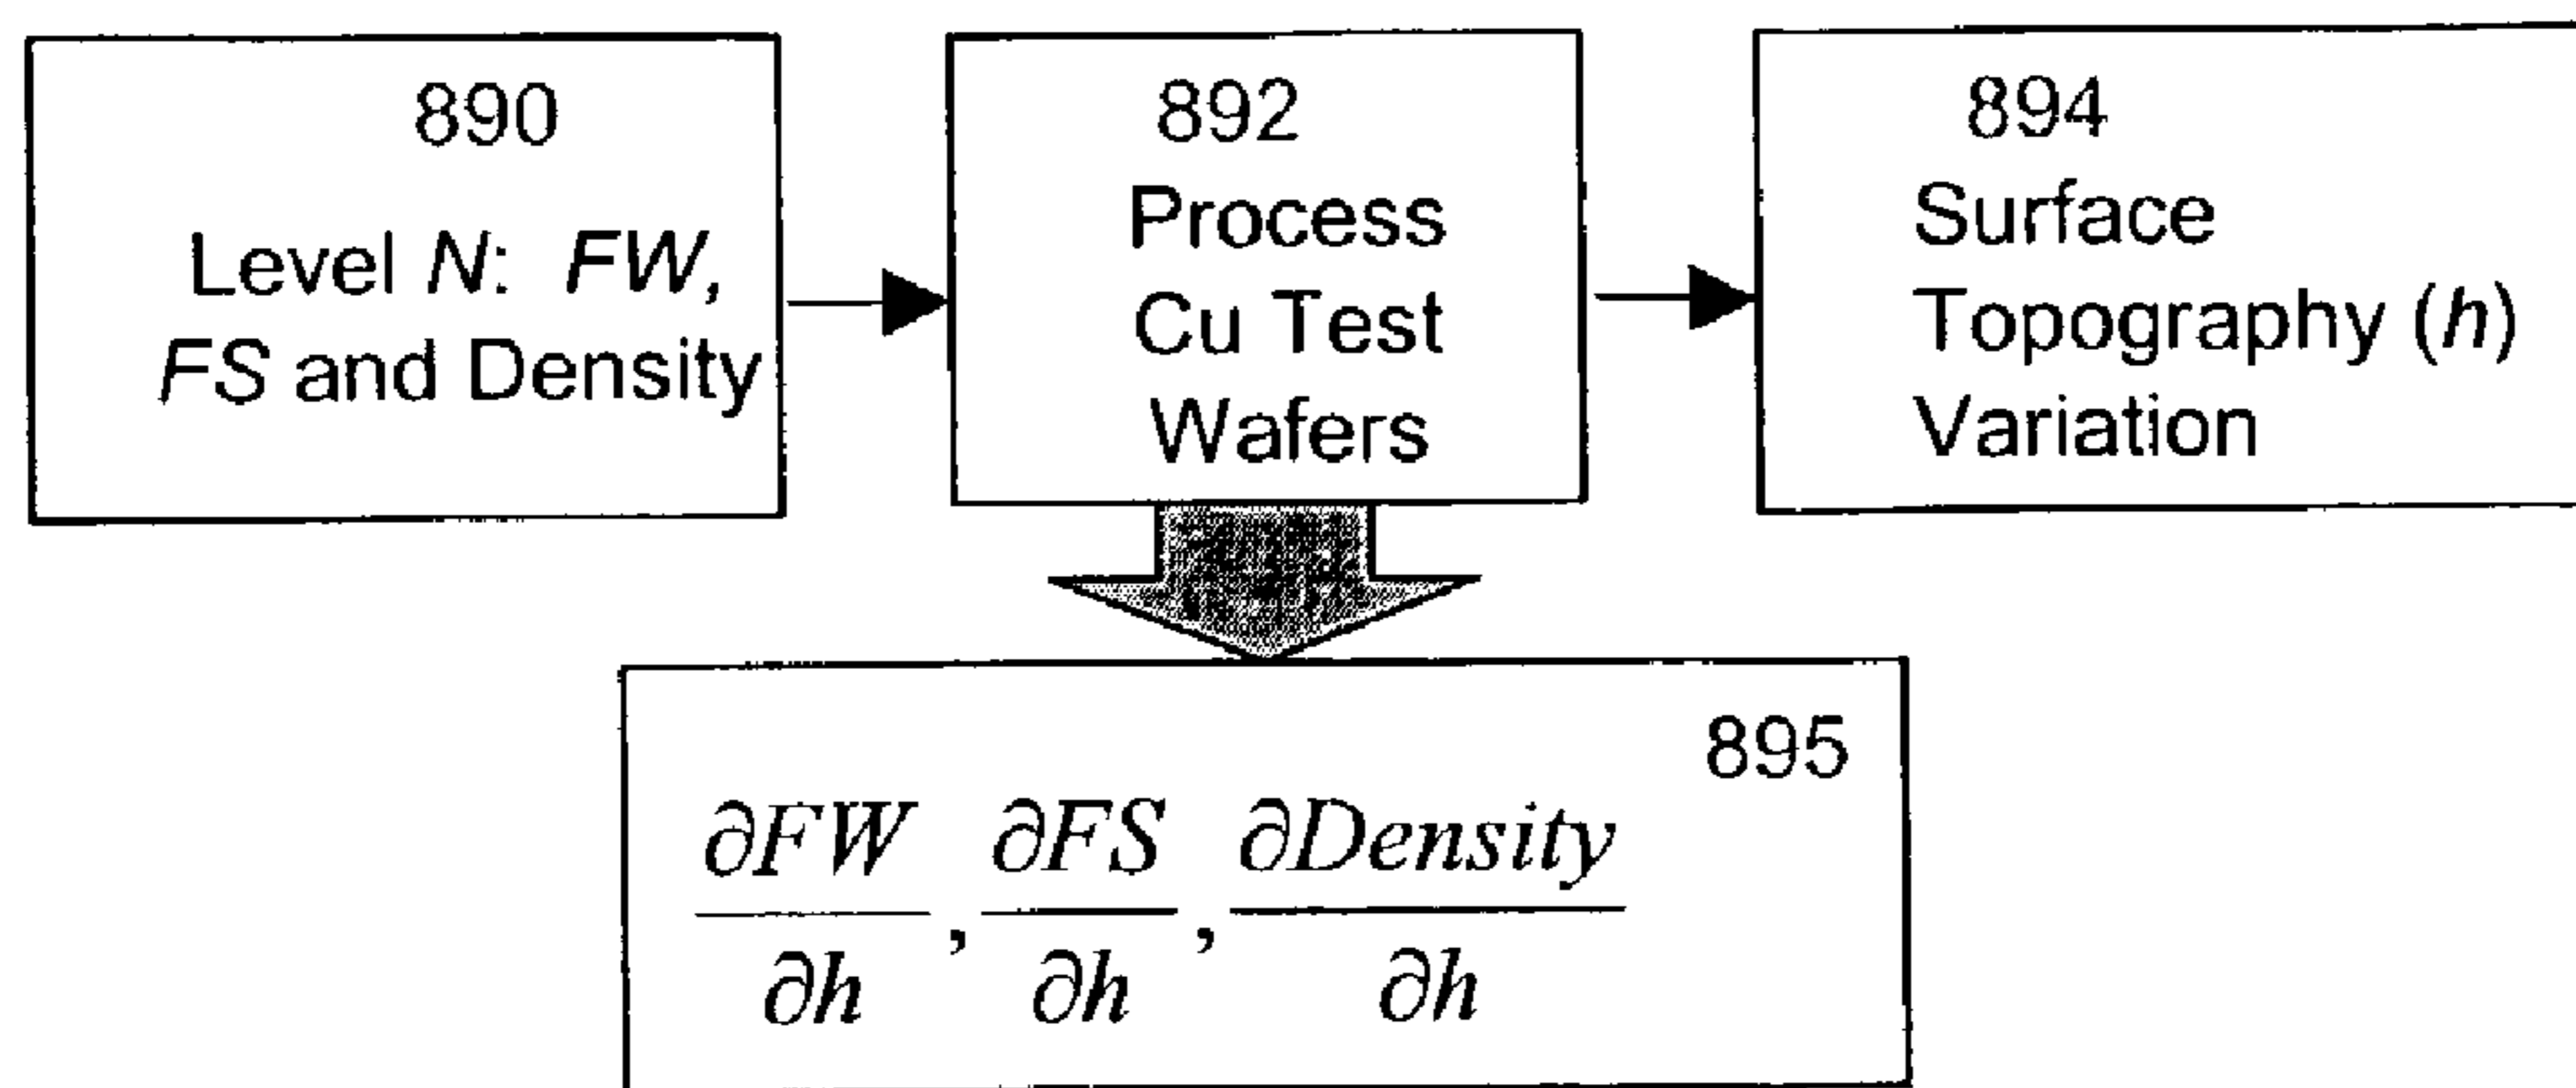 890
Level N: FW,
FS and Density
892
Process
Cu Test
Wafers
894
Surface
Topography (h)
Variation
895
∂FW/∂h, ∂FS/∂h, ∂Density/∂h